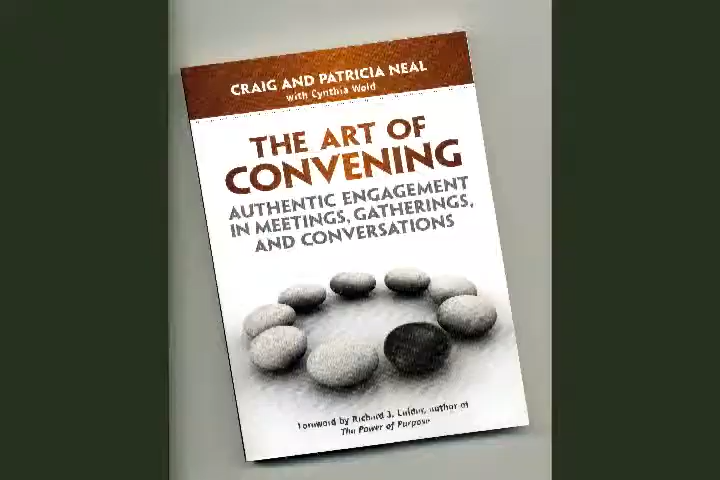 CRAIG AND PATRICIA NEAL
with Cynthia Wold
THE ART OF
CONVENING
AUTHENTIC ENGAGEMENT
IN MEETINGS, GATHERINGS,
AND CONVERSATIONS
Foreword by Richard J. Leider, author of
The Power of Purpose